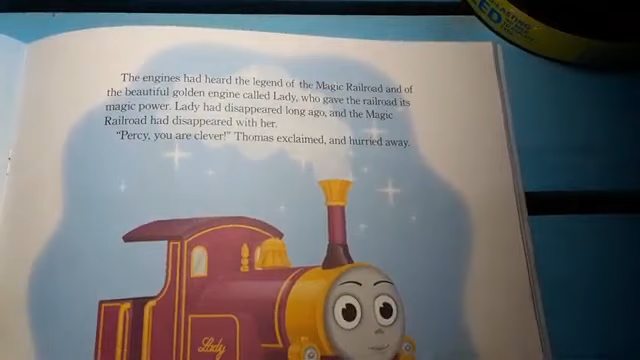 The engines had heard the legend of the Magic Railroad and of
the beautiful golden engine called Lady, who gave the railroad its
magic power. Lady had disappeared long ago, and the Magic
Railroad had disappeared with her.
"Percy, you are clever!" Thomas exclaimed, and hurried away.
Lady